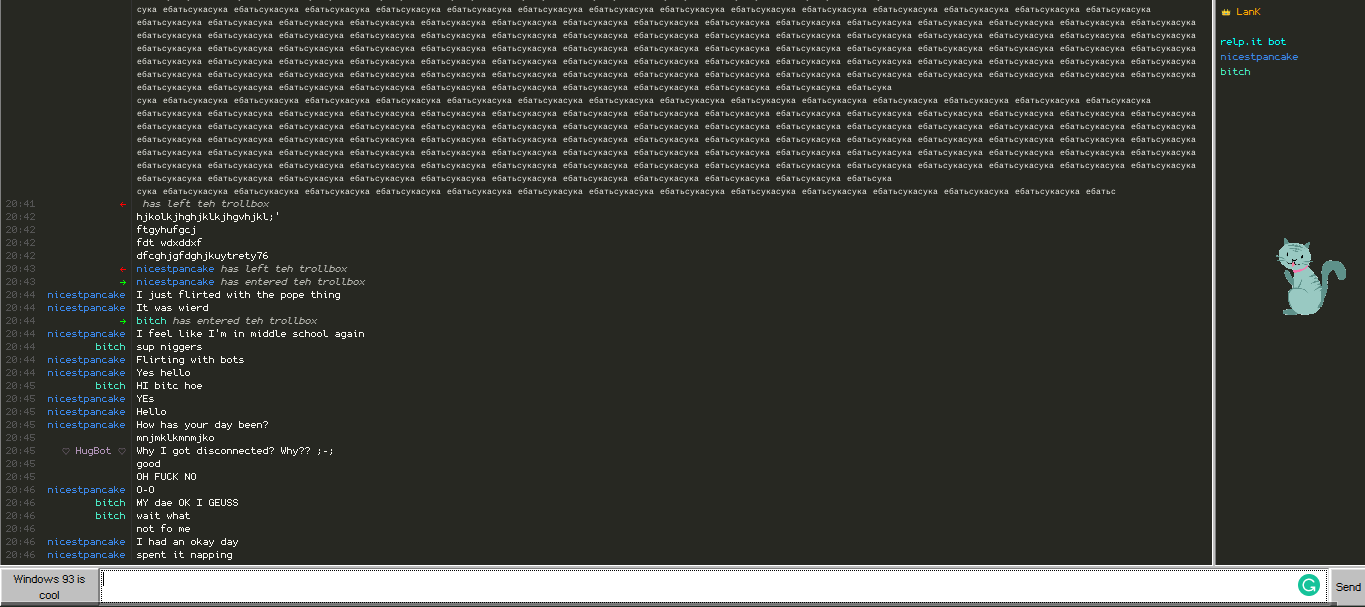 сука ебатьсукасука ебатьсукасука ебатьсукасука ебатьсукасука ебатьсукасука ебатьсукасука ебатьсукасука ебатьсукасука ебатьсукасука ебатьсукасука ебатьсукасука ебатьсукасука ебатьсукасука ебатьсукасука
ебатьсукасука ебатьсукасука ебатьсукасука ебатьсукасука ебатьсукасука ебатьсукасука ебатьсукасука ебатьсукасука ебатьсукасука ебатьсукасука ебатьсукасука ебатьсукасука ебатьсукасука ебатьсукасука ебатьсукасука
ебатьсукасука ебатьсукасука ебатьсукасука ебатьсукасука ебатьсукасука ебатьсукасука ебатьсукасука ебатьсукасука ебатьсукасука ебатьсукасука ебатьсукасука ебатьсукасука ебатьсукасука ебатьсукасука ебатьсукасука
ебатьсукасука ебатьсукасука ебатьсукасука ебатьсукасука ебатьсукасука ебатьсукасука ебатьсукасука ебатьсукасука ебатьсукасука ебатьсукасука ебатьсукасука ебатьсукасука ебатьсукасука ебатьсукасука ебатьсукасука
ебатьсукасука ебатьсукасука ебатьсукасука ебатьсукасука ебатьсукасука ебатьсукасука ебатьсукасука ебатьсукасука ебатьсукасука ебатьсукасука ебатьсукасука ебатьсукасука ебатьсукасука ебатьсукасука ебатьсукасука
ебатьсукасука ебатьсукасука ебатьсукасука ебатьсукасука ебатьсукасука ебатьсукасука ебатьсукасука ебатьсукасука ебатьсукасука ебатьсукасука ебатьсукасука ебатьсукасука ебатьсукасука ебатьсукасука ебатьсукасука
ебатьсукасука ебатьсукасука ебатьсукасука ебатьсукасука ебатьсукасука ебатьсукасука ебатьсукасука ебатьсукасука ебатьсукасука ебатьсукасука ебатьсука
сука ебатьсукасука ебатьсукасука ебатьсукасука ебатьсукасука ебатьсукасука ебатьсукасука ебатьсукасука ебатьсукасука ебатьсукасука ебатьсукасука ебатьсукасука ебатьсукасука ебатьсукасука ебатьсукасука
ебатьсукасука ебатьсукасука ебатьсукасука ебатьсукасука ебатьсукасука ебатьсукасука ебатьсукасука ебатьсукасука ебатьсукасука ебатьсукасука ебатьсукасука ебатьсукасука ебатьсукасука ебатьсукасука ебатьсукасука
ебатьсукасука ебатьсукасука ебатьсукасука ебатьсукасука ебатьсукасука ебатьсукасука ебатьсукасука ебатьсукасука ебатьсукасука ебатьсукасука ебатьсукасука ебатьсукасука ебатьсукасука ебатьсукасука ебатьсукасука
ебатьсукасука ебатьсукасука ебатьсукасука ебатьсукасука ебатьсукасука ебатьсукасука ебатьсукасука ебатьсукасука ебатьсукасука ебатьсукасука ебатьсукасука ебатьсукасука ебатьсукасука ебатьсукасука ебатьсукасука
ебатьсукасука ебатьсукасука ебатьсукасука ебатьсукасука ебатьсукасука ебатьсукасука ебатьсукасука ебатьсукасука ебатьсукасука ебатьсукасука ебатьсукасука ебатьсукасука ебатьсукасука ебатьсукасука ебатьсукасука
ебатьсукасука ебатьсукасука ебатьсукасука ебатьсукасука ебатьсукасука ебатьсукасука ебатьсукасука ебатьсукасука ебатьсукасука ебатьсукасука ебатьсукасука ебатьсукасука ебатьсукасука ебатьсукасука ебатьсукасука
ебатьсукасука ебатьсукасука ебатьсукасука ебатьсукасука ебатьсукасука ебатьсукасука ебатьсукасука ебатьсукасука ебатьсукасука ебатьсукасука ебатьсука
сука ебатьсукасука ебатьсукасука ебатьсукасука ебатьсукасука ебатьсукасука ебатьсукасука ебатьсукасука ебатьсукасука ебатьсукасука ебатьсукасука ебатьсукасука ебатьсукасука ебатьсукасука ебатьс
20:41 ← has left teh trollbox
20:42 hjkolkjhghjklkjhgvhjkl;'
20:42 ftgyhufgcj
20:42 fdt wdxddxf
20:42 dfcghjgfdghjkuytrety76
20:43 ← nicestpancake has left teh trollbox
20:43 → nicestpancake has entered teh trollbox
20:44 nicestpancake I just flirted with the pope thing
20:44 nicestpancake It was wierd
20:44 → bitch has entered teh trollbox
20:44 nicestpancake I feel like I'm in middle school again
20:44 bitch sup niggers
20:44 nicestpancake Flirting with bots
20:44 nicestpancake Yes hello
20:45 bitch HI bitc hoe
20:45 nicestpancake YEs
20:45 nicestpancake Hello
20:45 nicestpancake How has your day been?
20:45 mnjmklkmnmjko
20:45 ♡ HugBot ♡ Why I got disconnected? Why?? ;-;
20:45 good
20:45 OH FUCK NO
20:46 nicestpancake O-O
20:46 bitch MY dae OK I GEUSS
20:46 bitch wait what
20:46 not fo me
20:46 nicestpancake I had an okay day
20:46 nicestpancake spent it napping
LanK
relp.it bot
nicestpancake
bitch
Windows 93 is
cool
Send